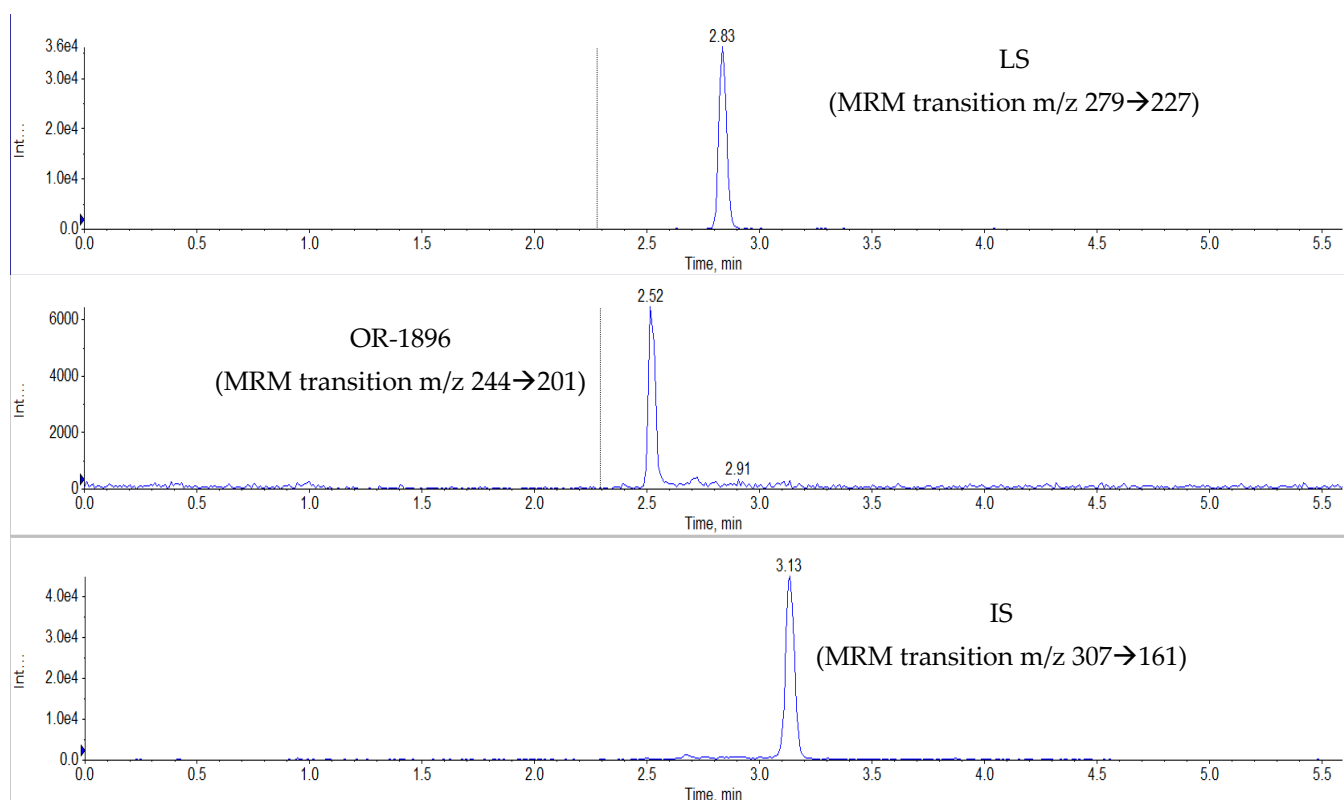 2.83
3.6e4
3.0e4
2.0e4
1.0e4
0.0
Int...
LS
(MRM transition m/z 279→227)
0.0 0.5 1.0 1.5 2.0 2.5 3.0 3.5 4.0 4.5 5.0 5.5
Time, min
2.52
6000
4000
2000
0
Int...
OR-1896
(MRM transition m/z 244→201)
2.91
0.0 0.5 1.0 1.5 2.0 2.5 3.0 3.5 4.0 4.5 5.0 5.5
Time, min
3.13
4.0e4
3.0e4
2.0e4
1.0e4
0.0
Int...
IS
(MRM transition m/z 307→161)
0.0 0.5 1.0 1.5 2.0 2.5 3.0 3.5 4.0 4.5 5.0 5.5
Time, min